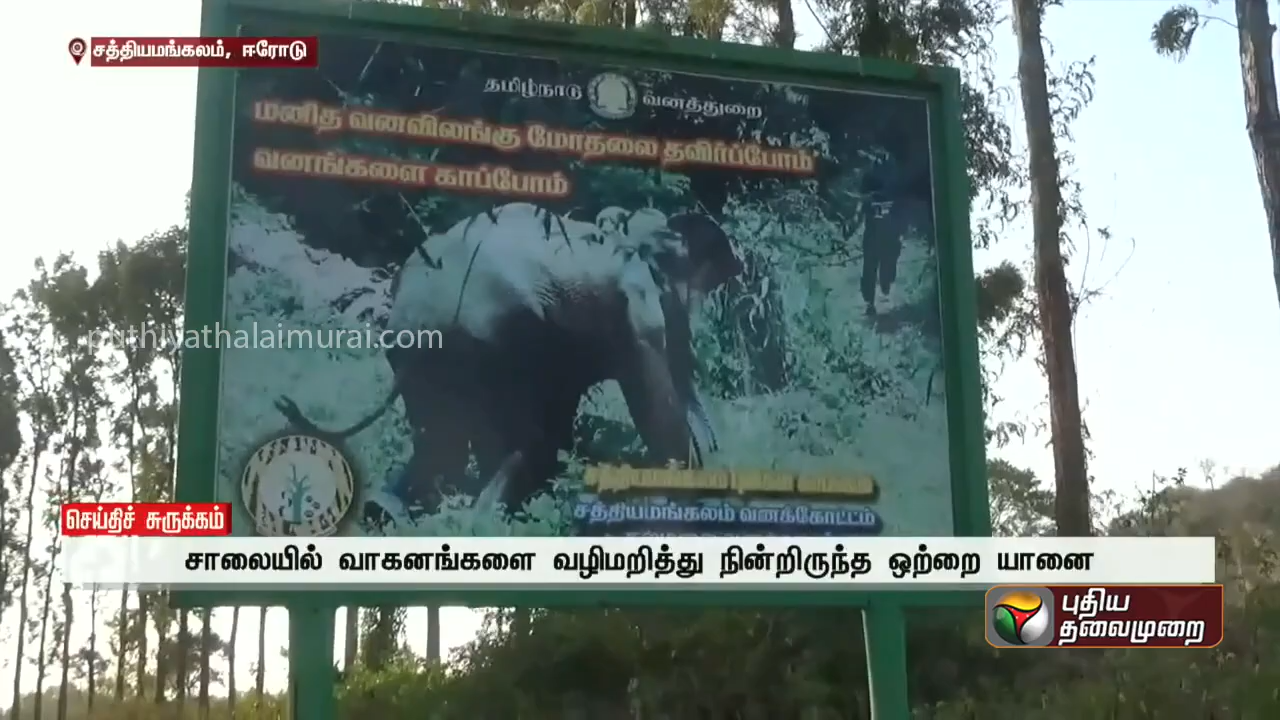 சத்தியமங்கலம், ஈரோடு
தமிழ்நாடு வனத்துறை
மனித வனவிலங்கு மோதலை தவிர்ப்போம்
வனங்களை காப்போம்
puthiyathalaimurai.com
சத்தியமங்கலம் வனக்கோட்டம்
செய்திச் சுருக்கம்
சாலையில் வாகனங்களை வழிமறித்து நின்றிருந்த ஒற்றை யானை
புதிய
தலைமுறை